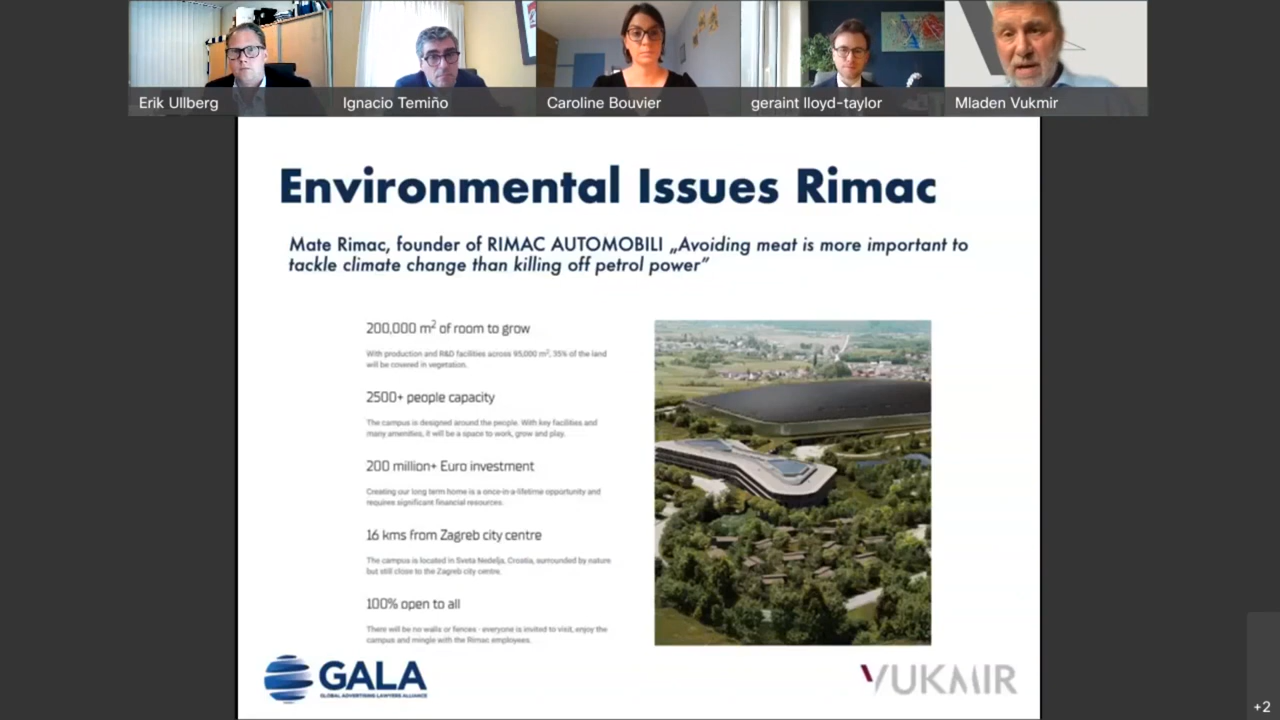 Erik Ullberg
Ignacio Temiño
Caroline Bouvier
geraint lloyd-taylor
Mladen Vukmir
Environmental Issues Rimac
Mate Rimac, founder of RIMAC AUTOMOBILI „Avoiding meat is more important to
tackle climate change than killing off petrol power”
200,000 m² of room to grow
With production and R&D facilities across 95,000 m², 35% of the land
will be covered in vegetation.
2500+ people capacity
The campus is designed around the people. With key facilities and
many amenities, it will be a space to work, grow and play.
200 million+ Euro investment
Creating our long term home is a once-in-a-lifetime opportunity and
requires significant financial resources.
16 kms from Zagreb city centre
The campus is located in Sveta Nedelja, Croatia, surrounded by nature
but still close to the Zagreb city centre.
100% open to all
There will be no walls or fences - everyone is invited to visit, enjoy the
campus and mingle with the Rimac employees.
GALA
GLOBAL ADVERTISING LAWYERS ALLIANCE
VUKMIR
+2